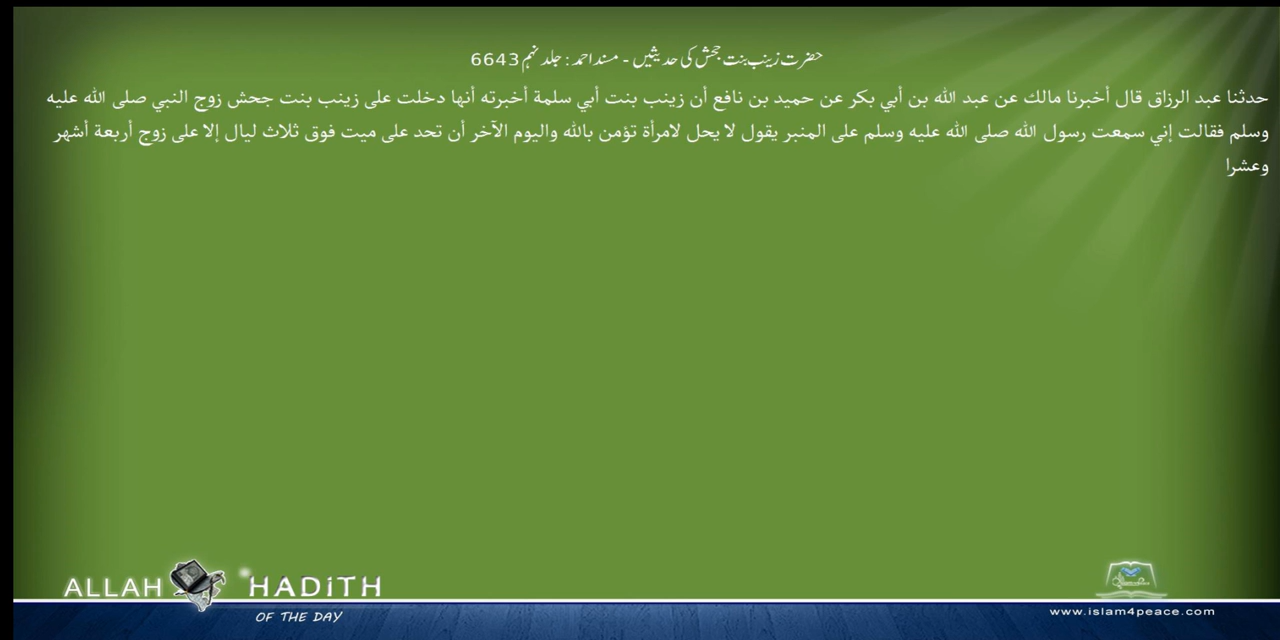 حضرت زینب بنت جحش کی حدیثیں - مسند احمد : جلد نہم 6643
حدثنا عبد الرزاق قال أخبرنا مالك عن عبد الله بن أبي بكر عن حميد بن نافع أن زينب بنت أبي سلمة أخبرته أنها دخلت على زينب بنت جحش زوج النبي صلى الله عليه
وسلم فقالت إني سمعت رسول الله صلى الله عليه وسلم على المنبر يقول لا يحل لامرأة تؤمن بالله واليوم الآخر أن تحد على ميت فوق ثلاث ليال إلا على زوج أربعة أشهر
وعشرا
ALLAH HADITH
OF THE DAY
www.islam4peace.com